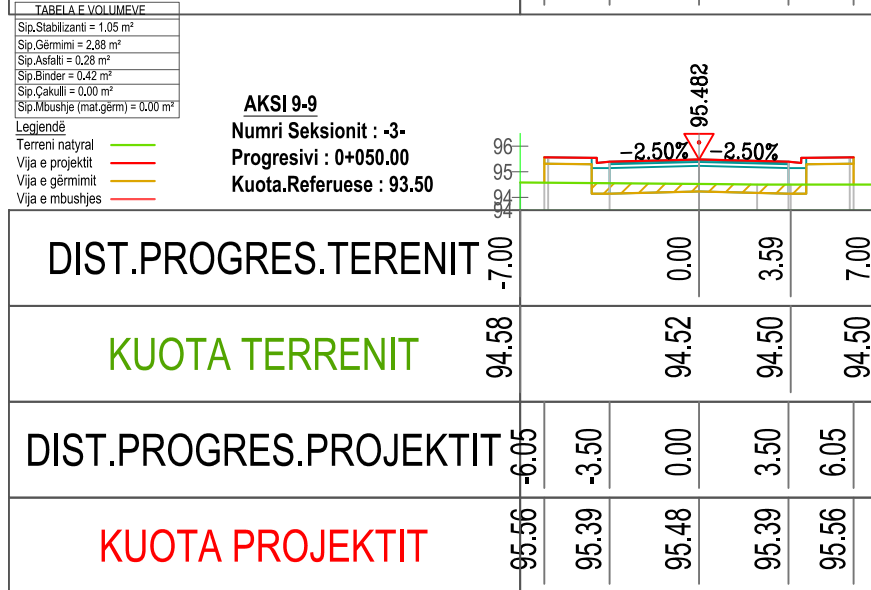 TABELA E VOLUMEVE
Sip.Stabilizanti = 1.05 m²
Sip.Gërmimi = 2.88 m²
Sip.Asfalti = 0.28 m²
Sip.Binder = 0.42 m²
Sip.Çakulli = 0.00 m²
Sip.Mbushje (mat.gërm) = 0.00 m²
Legjendë
Terreni natyral
Vija e projektit
Vija e gërmimit
Vija e mbushjes
AKSI 9-9
Numri Seksionit : -3-
Progresivi : 0+050.00
Kuota.Referuese : 93.50
95.482
-2.50% -2.50%
96
95
94
94
DIST.PROGRES.TERENIT -7.00 0.00 3.59 7.00
KUOTA TERRENIT 94.58 94.52 94.50 94.50
DIST.PROGRES.PROJEKTIT -6.05 -3.50 0.00 3.50 6.05
KUOTA PROJEKTIT 95.56 95.39 95.48 95.39 95.56